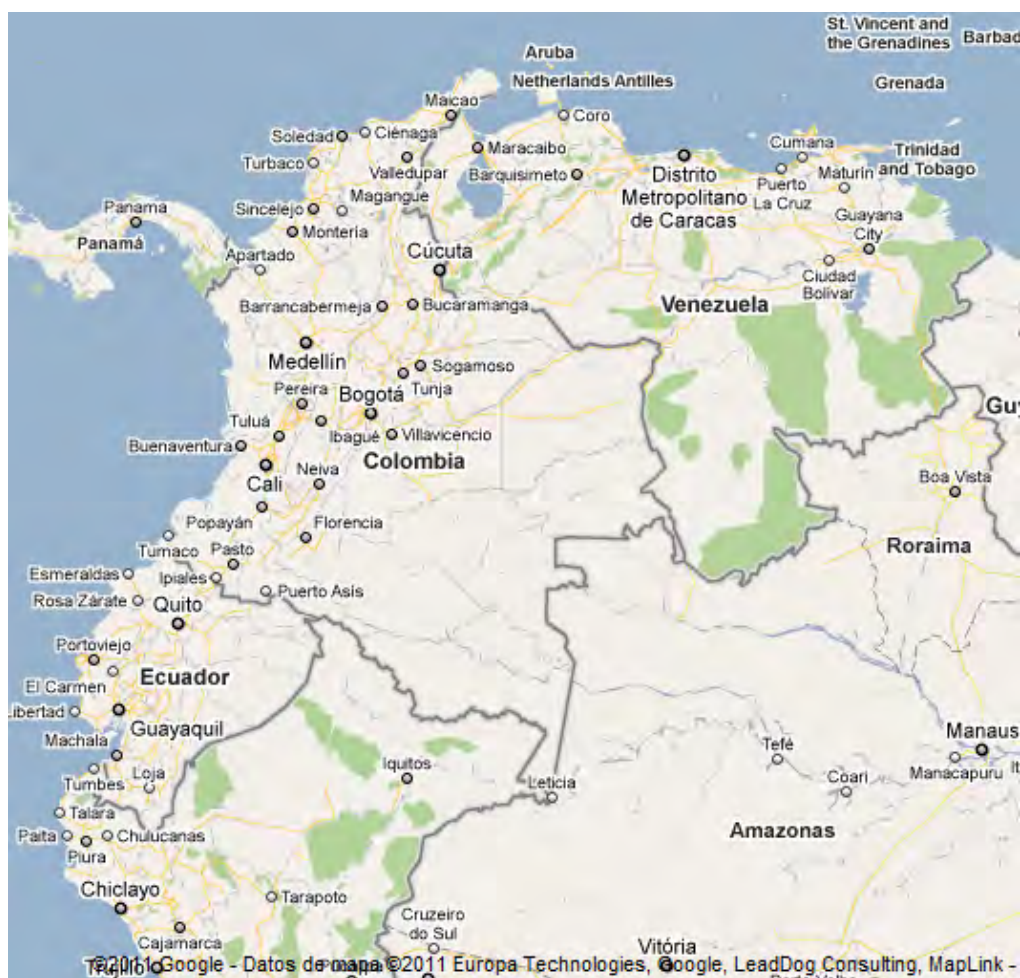 St. Vincent and
the Grenadines
Aruba
Netherlands Antilles
Grenada
Maicao
Coro
Soledad
Ciénaga
Cumana
Trinidad
and Tobago
Turbaco
Valledupar
Maracaibo
Barquisimeto
Distrito
Metropolitano
de Caracas
Puerto
La Cruz
Maturín
Panama
Sincelejo
Magangue
Guayana
City
Panamá
Montería
Apartado
Cúcuta
Ciudad
Bolívar
Barrancabermeja
Bucaramanga
Venezuela
Medellín
Sogamoso
Tunja
Pereira
Bogotá
Tuluá
Ibagué
Villavicencio
Buenaventura
Colombia
Cali
Neiva
Boa Vista
Popayán
Florencia
Tumaco
Pasto
Roraima
Esmeraldas
Ipiales
Puerto Asís
Rosa Zárate
Quito
Portoviejo
El Carmen
Ecuador
Libertad
Guayaquil
Machala
Manaus
Tefé
Iquitos
Tumbes
Loja
Leticia
Coari
Manacapuru
Talara
Paita
Chulucanas
Piura
Amazonas
Chiclayo
Tarapoto
Cruzeiro
do Sul
Cajamarca
Vitória
Trujillo
©2011 Google - Datos de mapa ©2011 Europa Technologies, Google, LeadDog Consulting, MapLink -